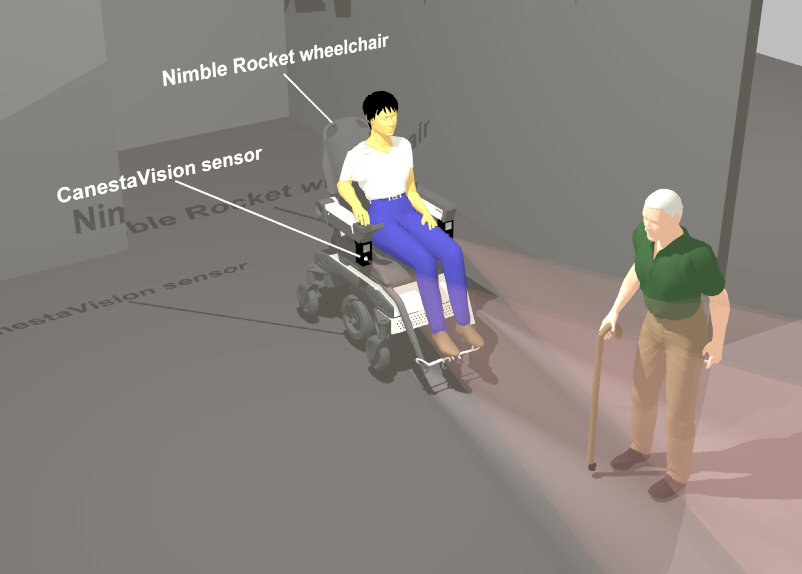 Nimble Rocket wheelchair
CanestaVision sensor